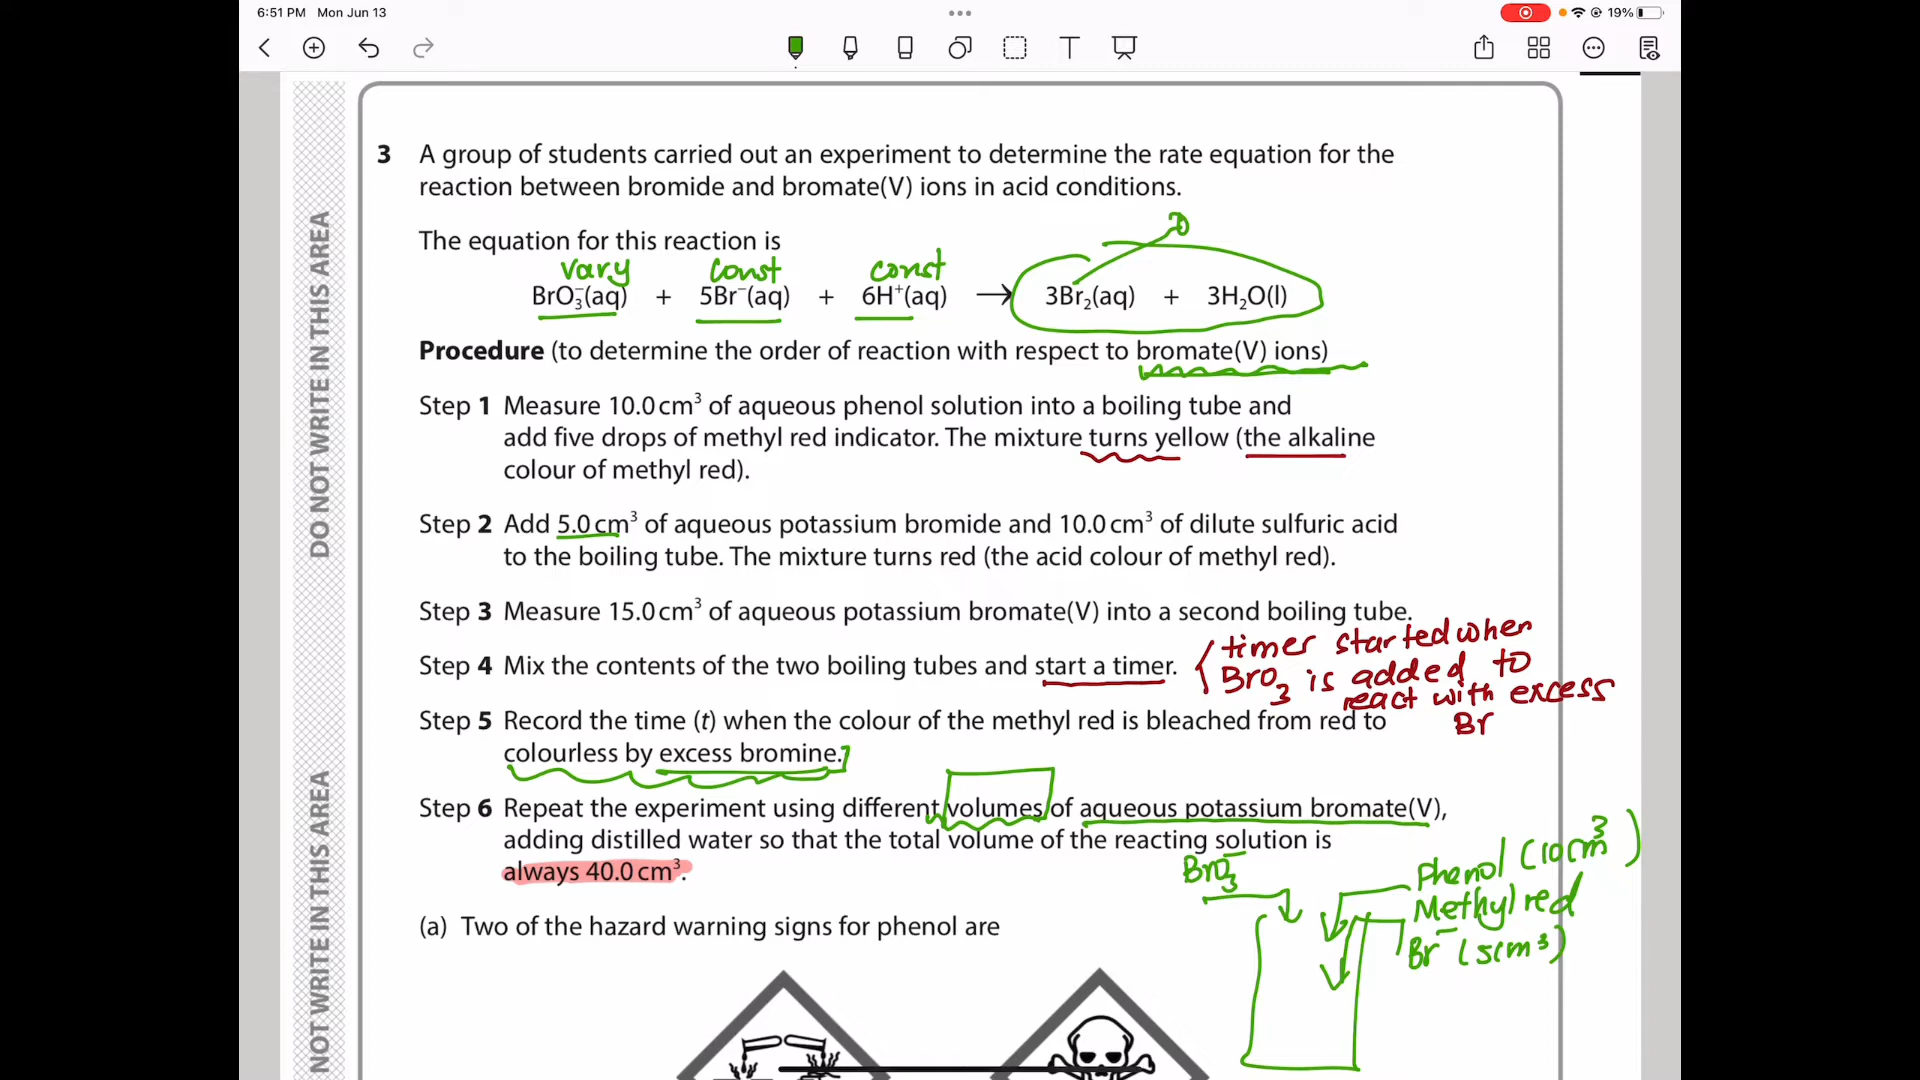 6:51 PM Mon Jun 13
19%
DO NOT WRITE IN THIS AREA
NOT WRITE IN THIS AREA
3 A group of students carried out an experiment to determine the rate equation for the
reaction between bromide and bromate(V) ions in acid conditions.
The equation for this reaction is
vary const const
BrO₃⁻(aq) + 5Br⁻(aq) + 6H⁺(aq) → 3Br₂(aq) + 3H₂O(l)
Procedure (to determine the order of reaction with respect to bromate(V) ions)
Step 1 Measure 10.0 cm³ of aqueous phenol solution into a boiling tube and
add five drops of methyl red indicator. The mixture turns yellow (the alkaline
colour of methyl red).
Step 2 Add 5.0 cm³ of aqueous potassium bromide and 10.0 cm³ of dilute sulfuric acid
to the boiling tube. The mixture turns red (the acid colour of methyl red).
Step 3 Measure 15.0 cm³ of aqueous potassium bromate(V) into a second boiling tube.
Step 4 Mix the contents of the two boiling tubes and start a timer.
timer started when
BrO₃ is added to
react with excess
Br
Step 5 Record the time (t) when the colour of the methyl red is bleached from red to
colourless by excess bromine.
Step 6 Repeat the experiment using different volumes of aqueous potassium bromate(V),
adding distilled water so that the total volume of the reacting solution is
always 40.0 cm³.
BrO₃⁻
Phenol (10cm³)
Methyl red
Br⁻ (5cm³)
(a) Two of the hazard warning signs for phenol are